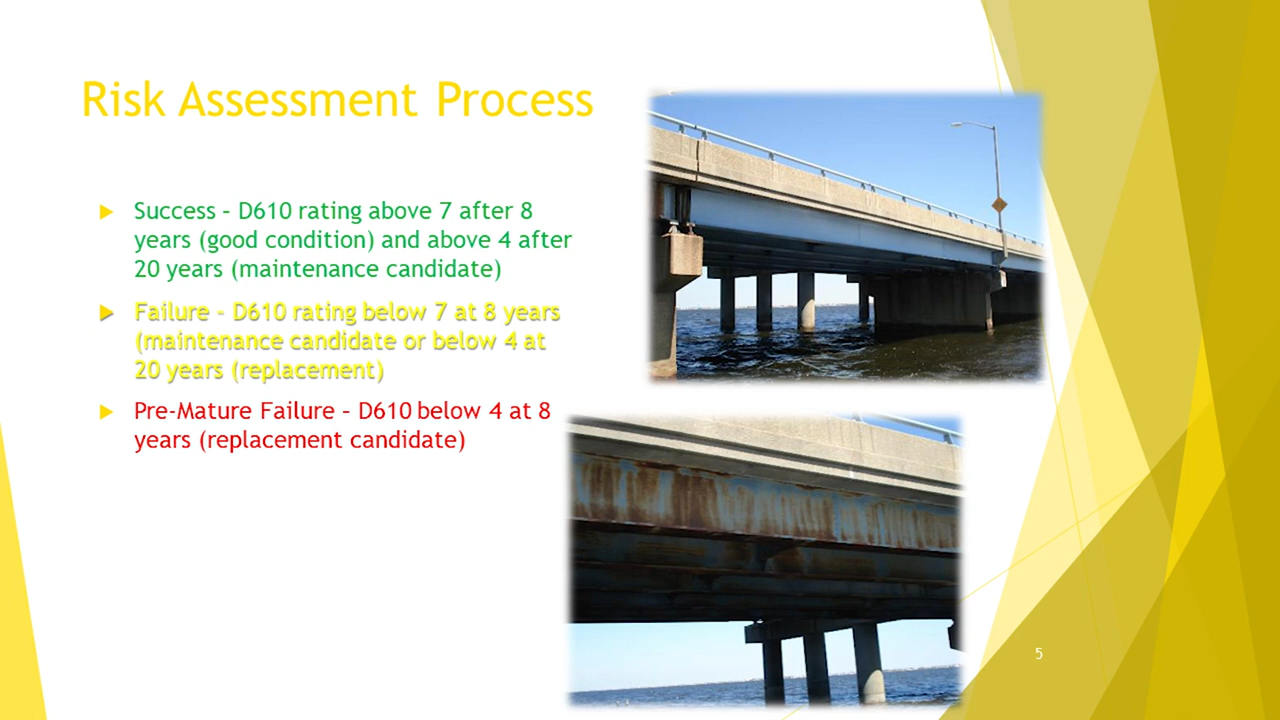 Risk Assessment Process
Success – D610 rating above 7 after 8
years (good condition) and above 4 after
20 years (maintenance candidate)
Failure - D610 rating below 7 at 8 years
(maintenance candidate or below 4 at
20 years (replacement)
Pre-Mature Failure – D610 below 4 at 8
years (replacement candidate)
5